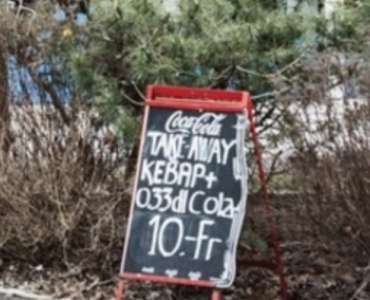 Coca-Cola
TAKE AWAY
KEBAP+
0.33dl Cola
10.-Fr